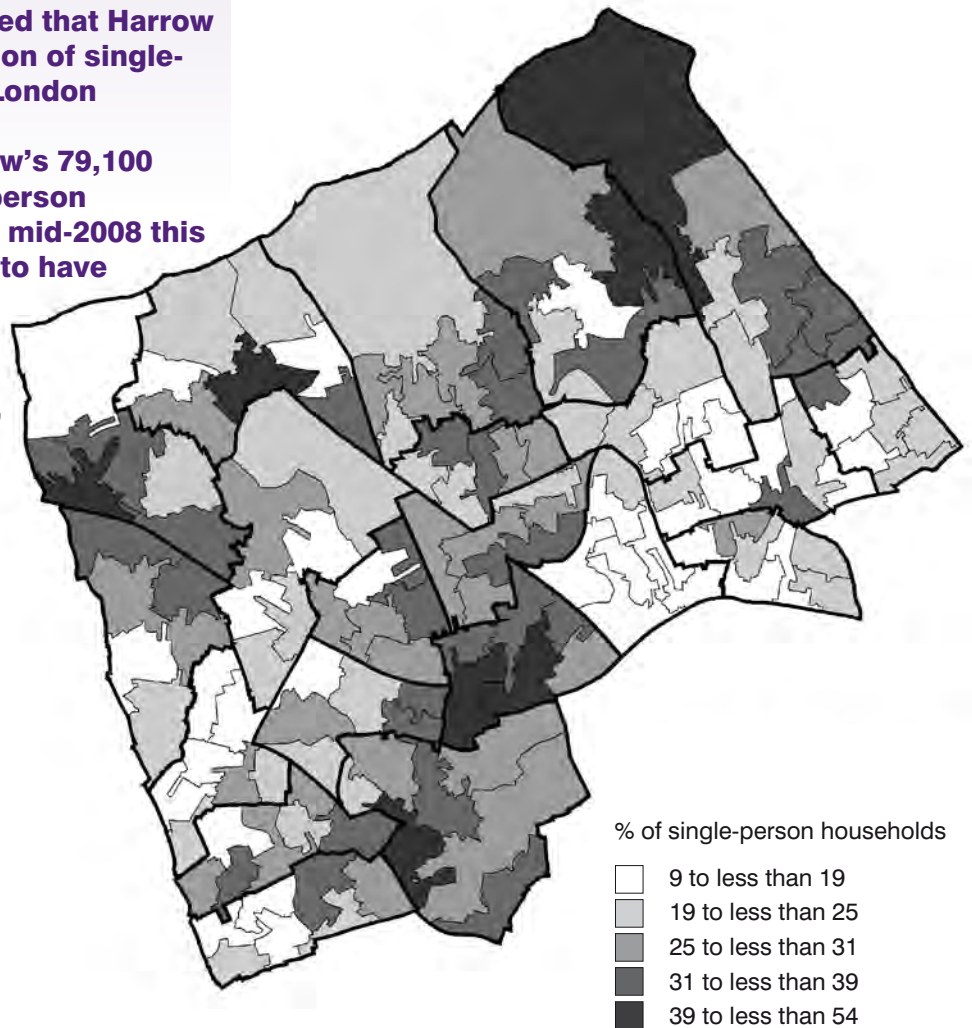 ed that Harrow
on of single-
London
w's 79,100
person
mid-2008 this
to have
% of single-person households
9 to less than 19
19 to less than 25
25 to less than 31
31 to less than 39
39 to less than 54